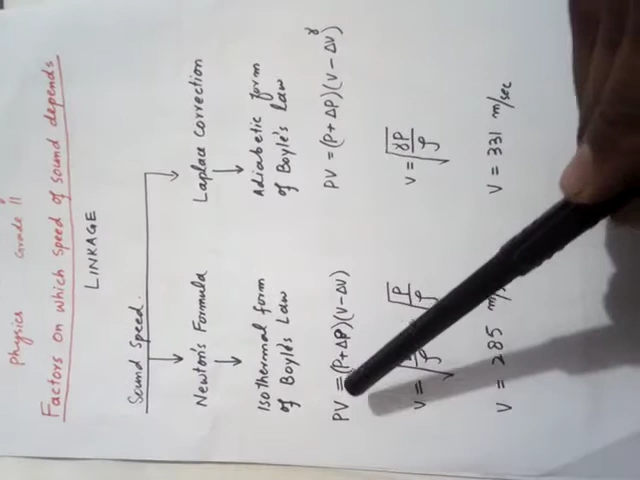 Physics Grade 11
Factors on which speed of sound depends
LINKAGE
Sound Speed.
Newton's Formula
Isothermal form
of Boyle's Law
PV = (P+ΔP)(V-ΔV)
V = √ = √P/ρ
V = 285 m/
Laplace Correction
Adiabetic form
of Boyle's Law
PV = (P+ΔP)(V-ΔV)^γ
V = √γP/ρ
V = 331 m/sec